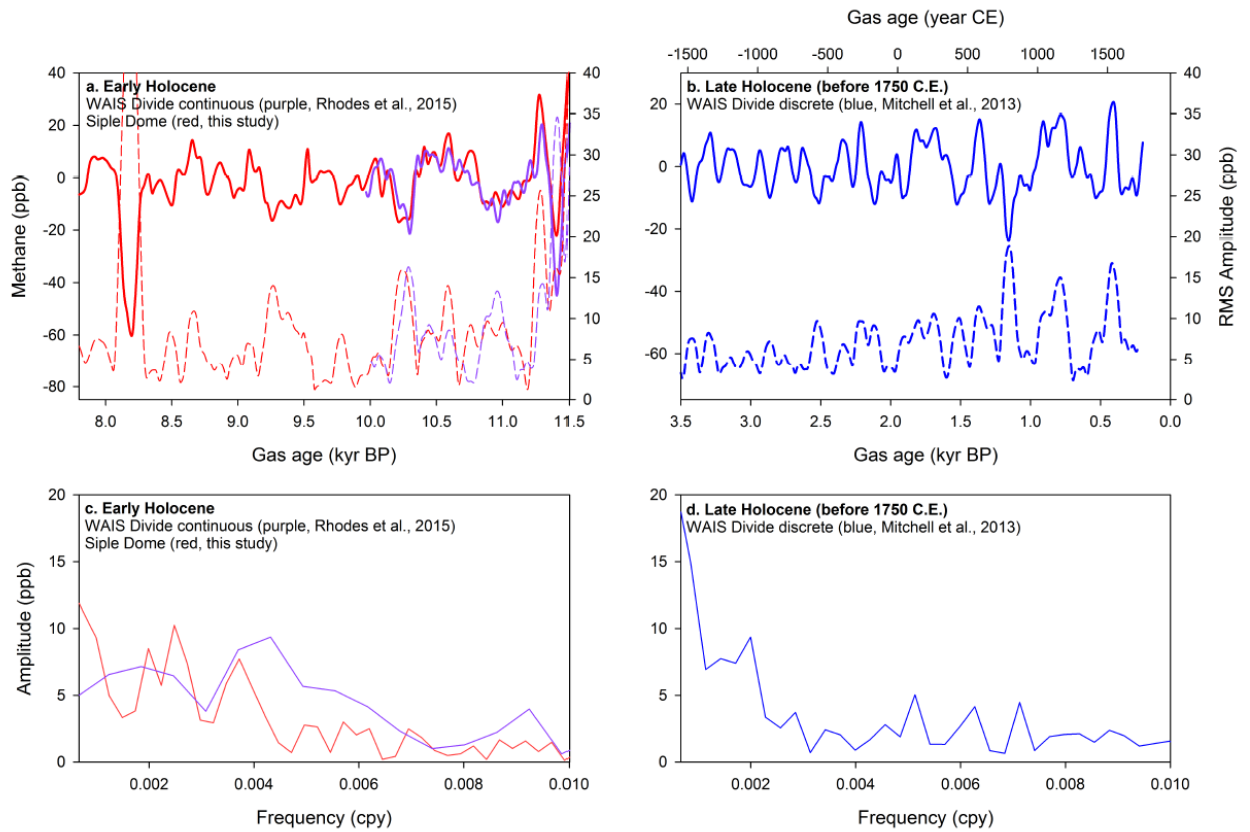 Gas age (year CE)
-1500 -1000 -500 0 500 1000 1500
a. Early Holocene
WAIS Divide continuous (purple, Rhodes et al., 2015)
Siple Dome (red, this study)
b. Late Holocene (before 1750 C.E.)
WAIS Divide discrete (blue, Mitchell et al., 2013)
Methane (ppb)
40
20
0
-20
-40
-60
-80
40
35
30
25
20
15
10
5
0
20
0
-20
-40
-60
40
35
30
25
20
15
10
5
0
RMS Amplitude (ppb)
8.0 8.5 9.0 9.5 10.0 10.5 11.0 11.5
3.5 3.0 2.5 2.0 1.5 1.0 0.5 0.0
Gas age (kyr BP)
Gas age (kyr BP)
c. Early Holocene
WAIS Divide continuous (purple, Rhodes et al., 2015)
Siple Dome (red, this study)
d. Late Holocene (before 1750 C.E.)
WAIS Divide discrete (blue, Mitchell et al., 2013)
Amplitude (ppb)
20
15
10
5
0
20
15
10
5
0
0.002 0.004 0.006 0.008 0.010
0.002 0.004 0.006 0.008 0.010
Frequency (cpy)
Frequency (cpy)